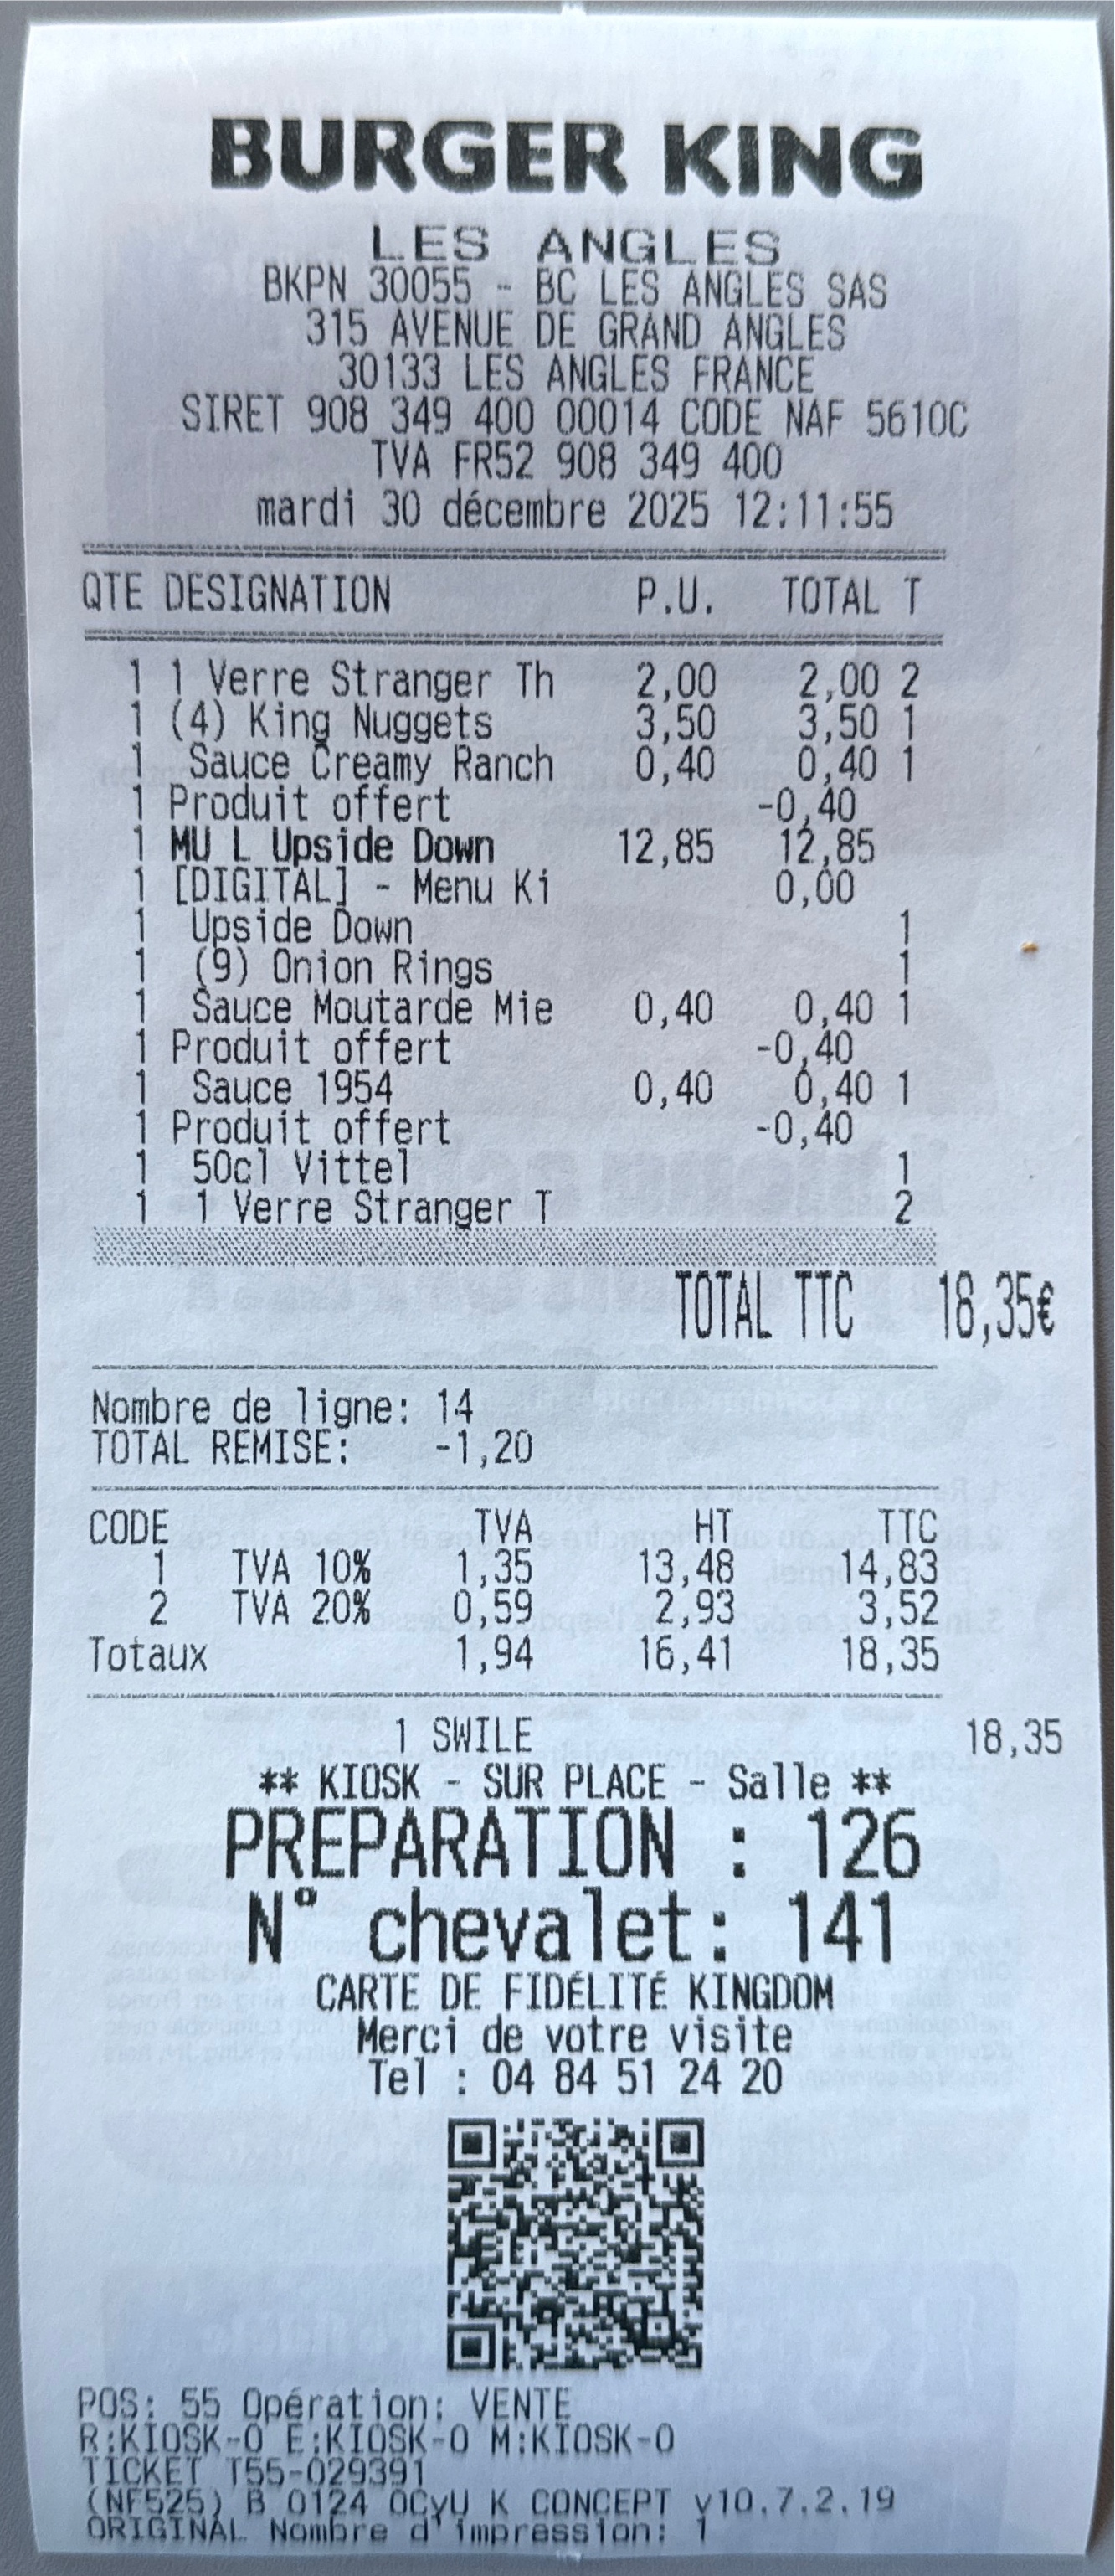 BURGER KING
LES ANGLES
BKPN 30055 - BC LES ANGLES SAS
315 AVENUE DE GRAND ANGLES
30133 LES ANGLES FRANCE
SIRET 908 349 400 00014 CODE NAF 5610C
TVA FR52 908 349 400
mardi 30 décembre 2025 12:11:55
QTE DESIGNATION P.U. TOTAL T
1 1 Verre Stranger Th 2,00 2,00 2
1 (4) King Nuggets 3,50 3,50 1
1 Sauce Creamy Ranch 0,40 0,40 1
1 Produit offert -0,40
1 MU L Upside Down 12,85 12,85
1 [DIGITAL] - Menu Ki 0,00
1 Upside Down 1
1 (9) Onion Rings 1
1 Sauce Moutarde Mie 0,40 0,40 1
1 Produit offert -0,40
1 Sauce 1954 0,40 0,40 1
1 Produit offert -0,40
1 50cl Vittel 1
1 1 Verre Stranger T 2
TOTAL TTC 18,35€
Nombre de ligne: 14
TOTAL REMISE: -1,20
CODE TVA HT TTC
1 TVA 10% 1,35 13,48 14,83
2 TVA 20% 0,59 2,93 3,52
Totaux 1,94 16,41 18,35
1 SWILE 18,35
** KIOSK - SUR PLACE - Salle **
PREPARATION : 126
N° chevalet: 141
CARTE DE FIDÉLITÉ KINGDOM
Merci de votre visite
Tel : 04 84 51 24 20
POS: 55 Opération: VENTE
R:KIOSK-0 E:KIOSK-0 M:KIOSK-0
TICKET T55-029391
(NF525) B 0124 OCyU K CONCEPT v10.7.2.19
ORIGINAL Nombre d'impression: 1